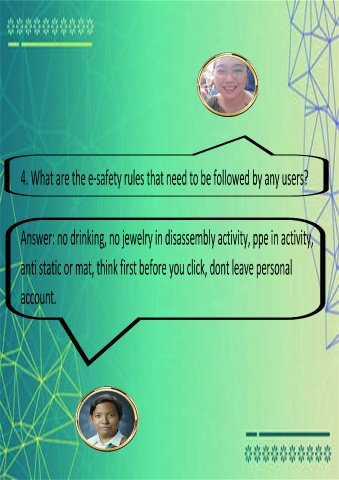 4. What are the e-safety rules that need to be followed by any users?
Answer: no drinking, no jewelry in disassembly activity, ppe in activity,
anti static or mat, think first before you click, dont leave personal
account.